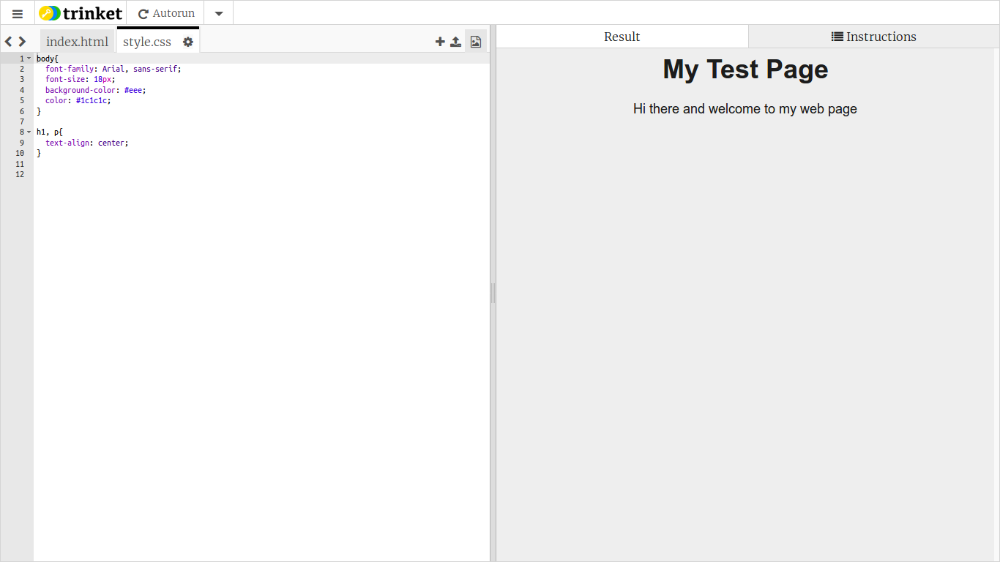 trinket Autorun
index.html style.css
Result Instructions
1 body{
2 font-family: Arial, sans-serif;
3 font-size: 18px;
4 background-color: #eee;
5 color: #1c1c1c;
6 }
7
8 h1, p{
9 text-align: center;
10 }
11
12
My Test Page
Hi there and welcome to my web page